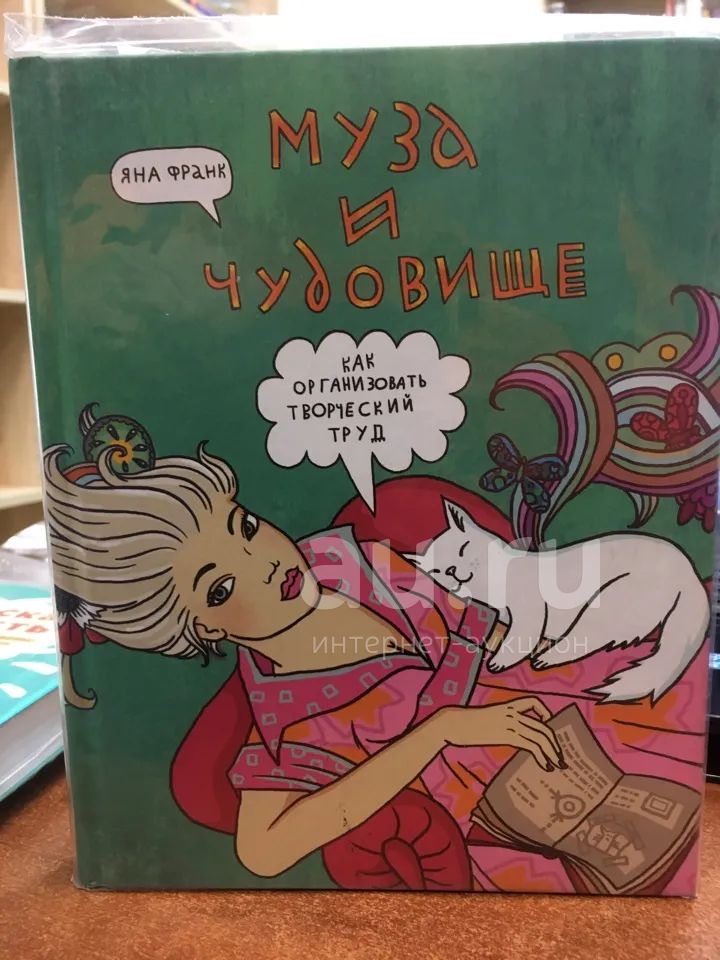 МУЗА
И
ЧУДОВИЩЕ
ЯНА ФРАНК
КАК
ОРГАНИЗОВАТЬ
ТВОРЧЕСКИЙ
ТРУД
au.ru
интернет-аукцион